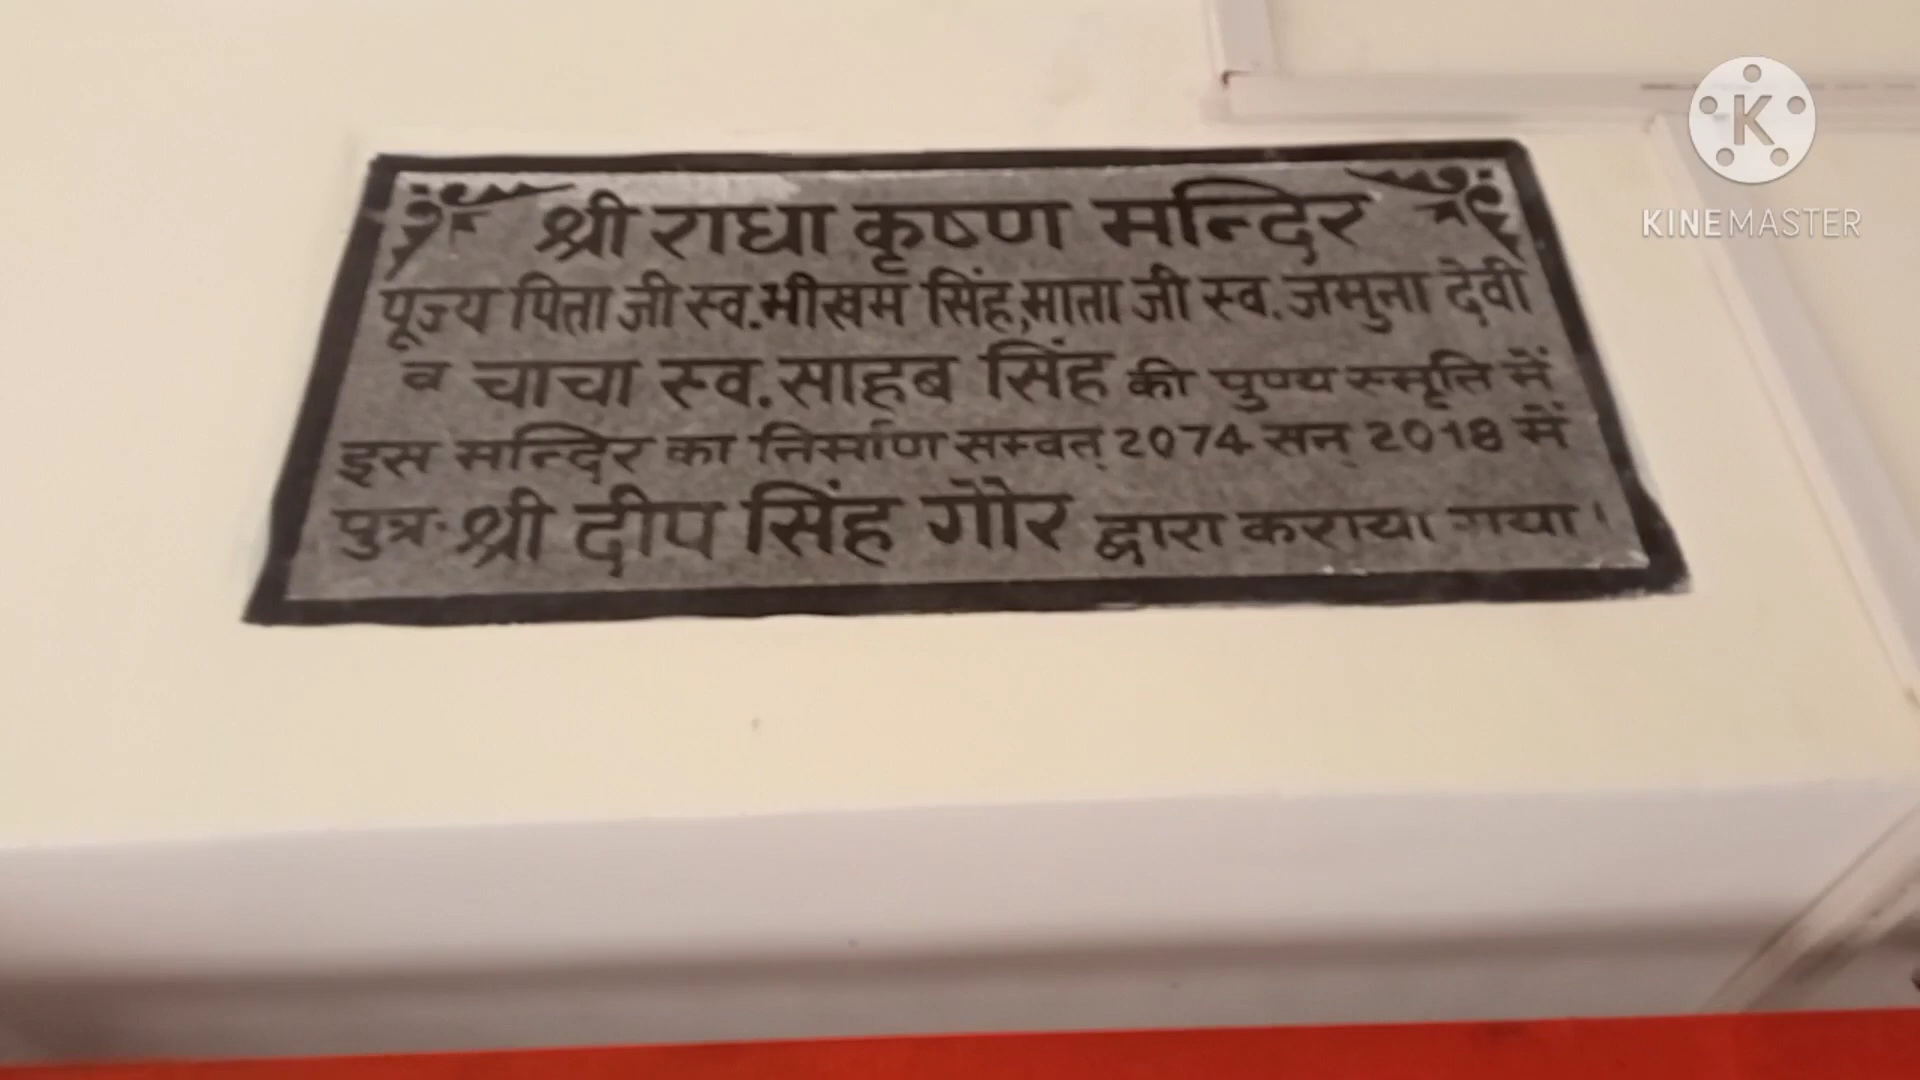 श्री राधा कृष्ण मन्दिर
पूज्य पिता जी स्व.भीखम सिंह,माता जी स्व. जमुना देवी
व चाचा स्व.साहब सिंह की पुण्य स्मृति में
इस मन्दिर का निर्माण सम्वत् 2074 सन् 2018 में
पुत्र-श्री दीप सिंह गौर द्वारा कराया गया।
K
KINEMASTER